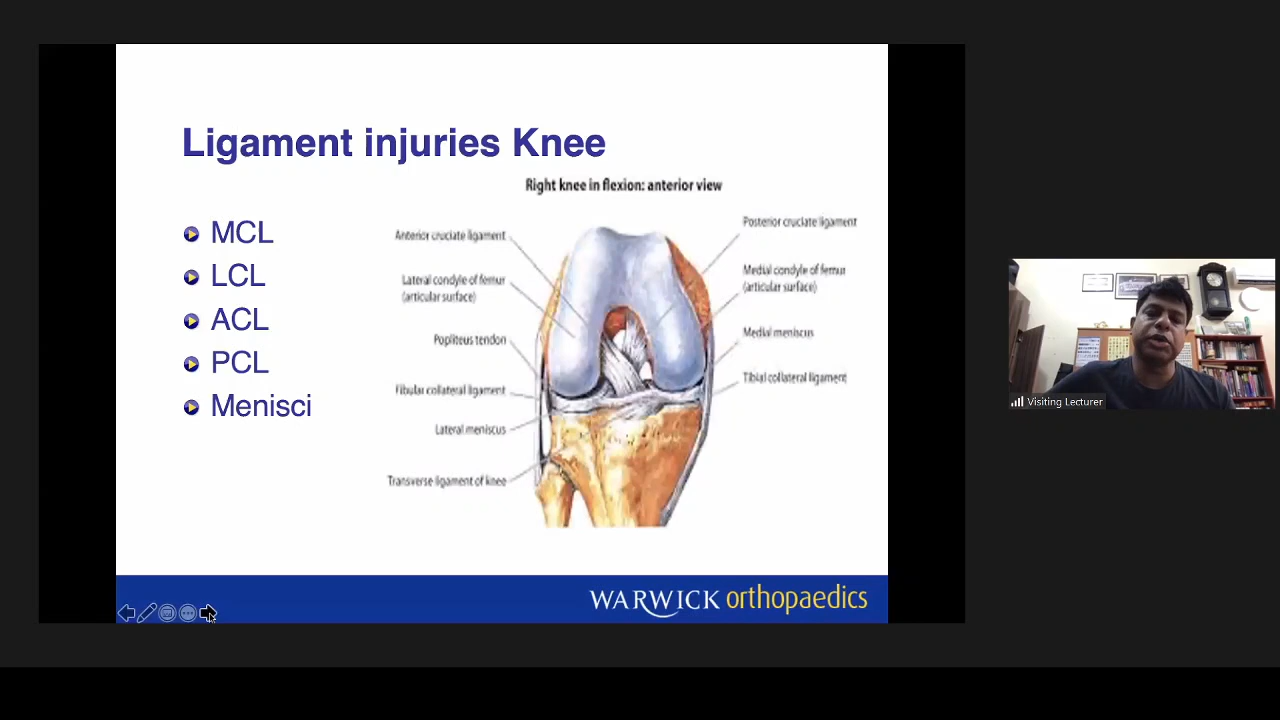 Ligament injuries Knee
Right knee in flexion: anterior view
MCL
LCL
ACL
PCL
Menisci
Anterior cruciate ligament
Lateral condyle of femur
(articular surface)
Popliteus tendon
Fibular collateral ligament
Lateral meniscus
Transverse ligament of knee
Posterior cruciate ligament
Medial condyle of femur
(articular surface)
Medial meniscus
Tibial collateral ligament
WARWICK orthopaedics
Visiting Lecturer